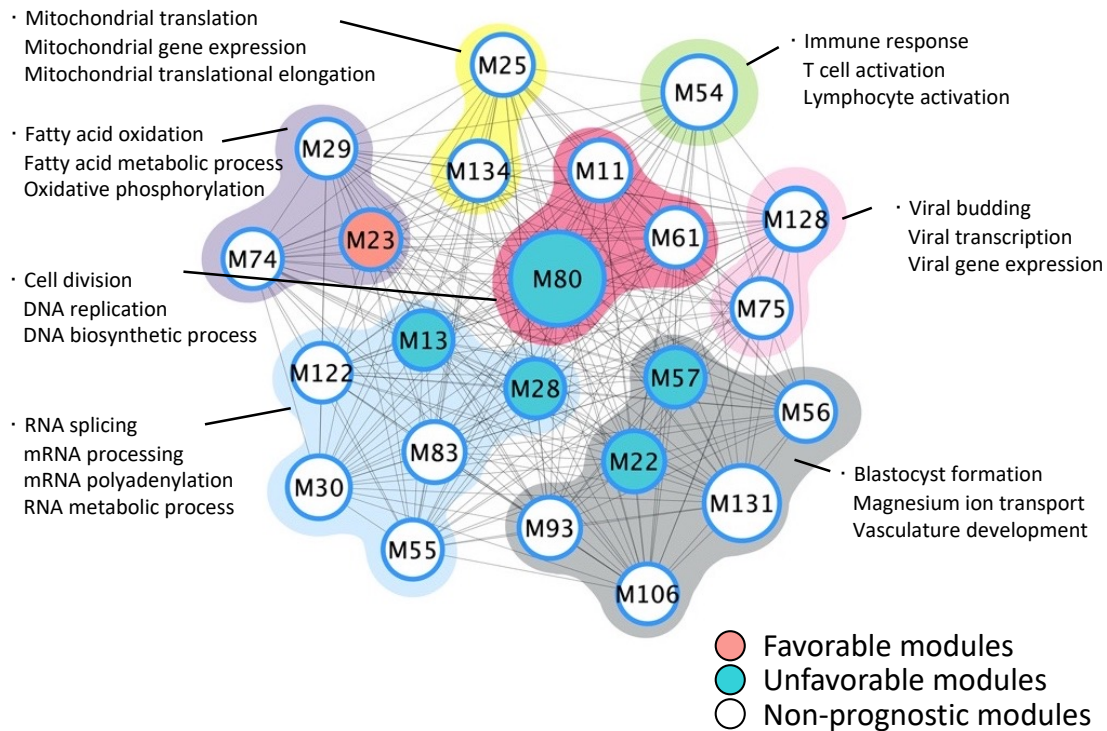 · Mitochondrial translation
Mitochondrial gene expression
Mitochondrial translational elongation
· Immune response
T cell activation
Lymphocyte activation
· Fatty acid oxidation
Fatty acid metabolic process
Oxidative phosphorylation
· Viral budding
Viral transcription
Viral gene expression
· Cell division
DNA replication
DNA biosynthetic process
· RNA splicing
mRNA processing
mRNA polyadenylation
RNA metabolic process
· Blastocyst formation
Magnesium ion transport
Vasculature development
M25
M54
M29
M134
M11
M128
M23
M61
M74
M80
M75
M13
M122
M28
M57
M56
M83
M22
M30
M131
M93
M55
M106
Favorable modules
Unfavorable modules
Non-prognostic modules